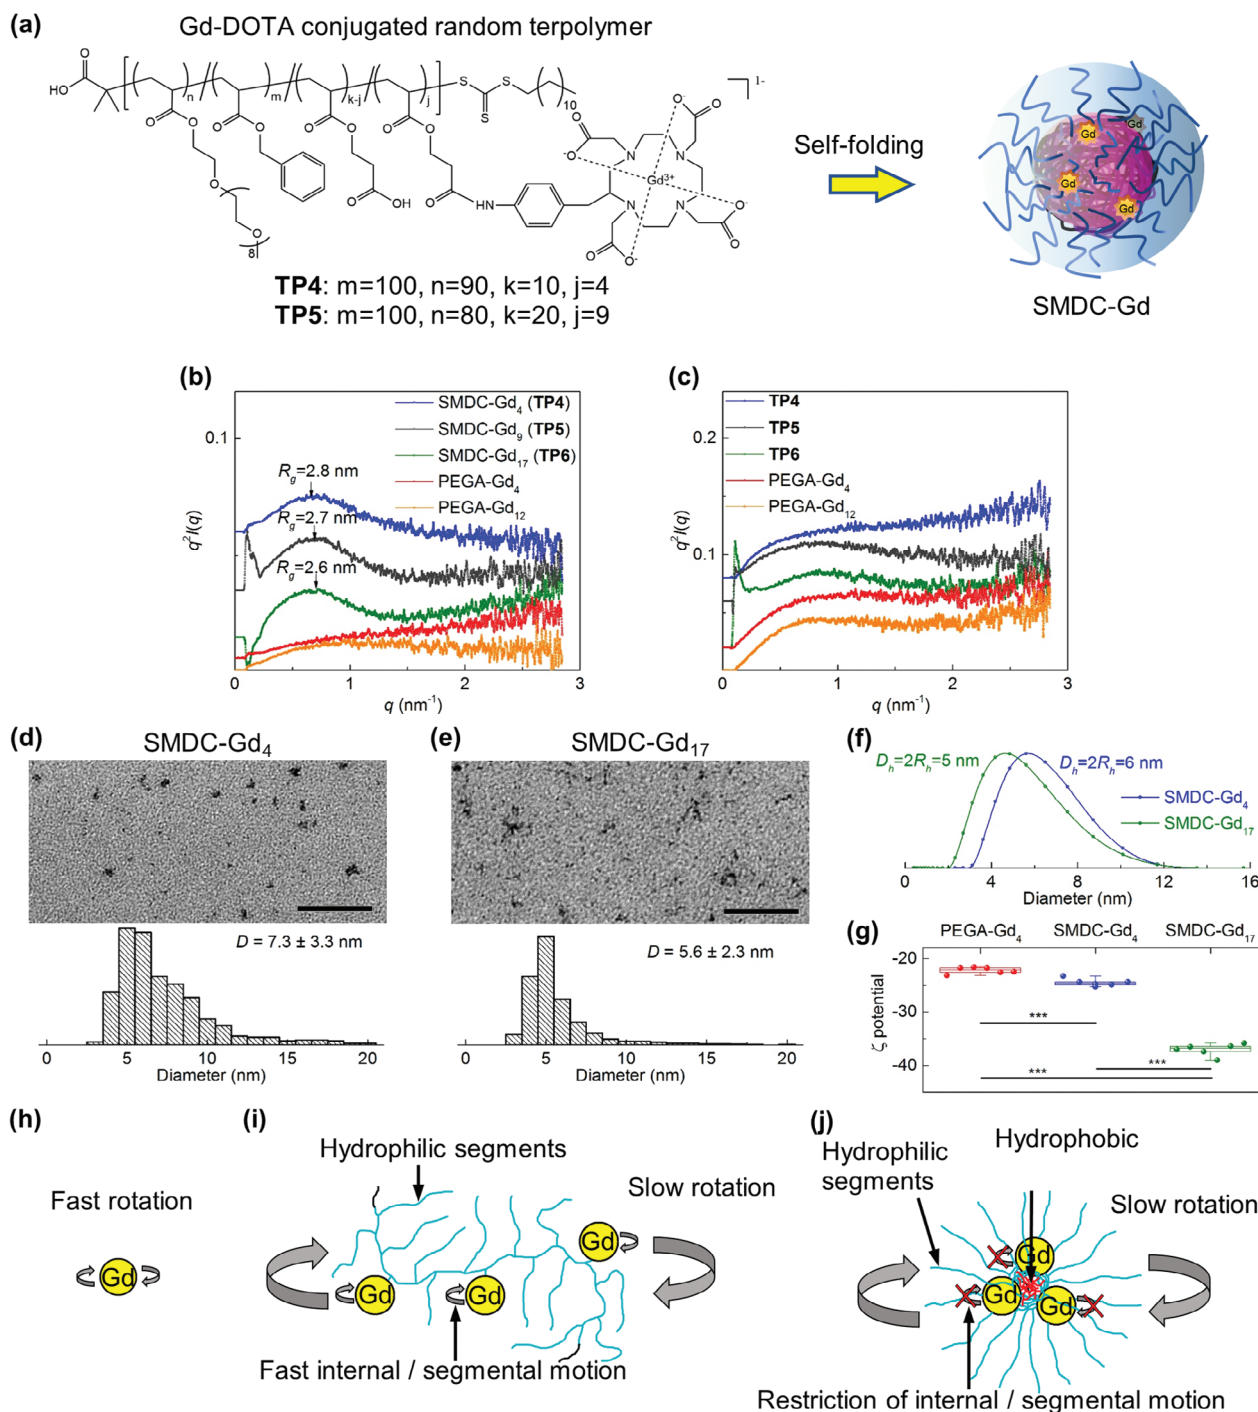 (a)
Gd-DOTA conjugated random terpolymer
O
HO
n
m
k-j
j
S
S
S
10
1-
O
O
O
O
O
O
O
O
O
O
8
OH
O
O
HN
N
N
N
N
Gd3+
O-
O
O-
O
O-
O
O-
O
TP4: m=100, n=90, k=10, j=4
TP5: m=100, n=80, k=20, j=9
Self-folding
Gd
Gd
Gd
Gd
SMDC-Gd
(b)
SMDC-Gd4 (TP4)
SMDC-Gd9 (TP5)
SMDC-Gd17 (TP6)
PEGA-Gd4
PEGA-Gd12
0.1
Rg=2.8 nm
Rg=2.7 nm
Rg=2.6 nm
q2I(q)
0 1 2 3
q (nm-1)
(c)
TP4
TP5
TP6
PEGA-Gd4
PEGA-Gd12
0.2
0.1
q2I(q)
0 1 2 3
q (nm-1)
(d)
SMDC-Gd4
D = 7.3 ± 3.3 nm
0 5 10 15 20
Diameter (nm)
(e)
SMDC-Gd17
D = 5.6 ± 2.3 nm
0 5 10 15 20
Diameter (nm)
(f)
Dh=2Rh=5 nm
Dh=2Rh=6 nm
SMDC-Gd4
SMDC-Gd17
0 4 8 12 16
Diameter (nm)
(g)
PEGA-Gd4 SMDC-Gd4 SMDC-Gd17
-20
-30
-40
ζ potential
***
***
***
(h)
Fast rotation
Gd
(i)
Hydrophilic segments
Slow rotation
Gd
Gd
Gd
Fast internal / segmental motion
(j)
Hydrophobic
Hydrophilic
segments
Slow rotation
Gd
Gd
Gd
Restriction of internal / segmental motion